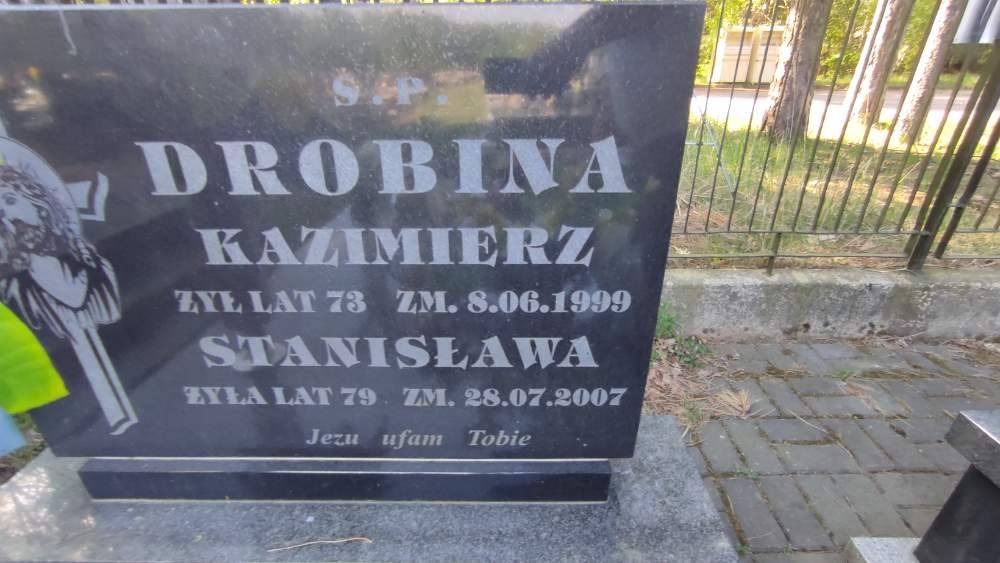 Ś.P.
DROBINA
KAZIMIERZ
ŻYŁ LAT 73 ZM. 8.06.1999
STANISŁAWA
ŻYŁA LAT 79 ZM. 28.07.2007
Jezu ufam Tobie